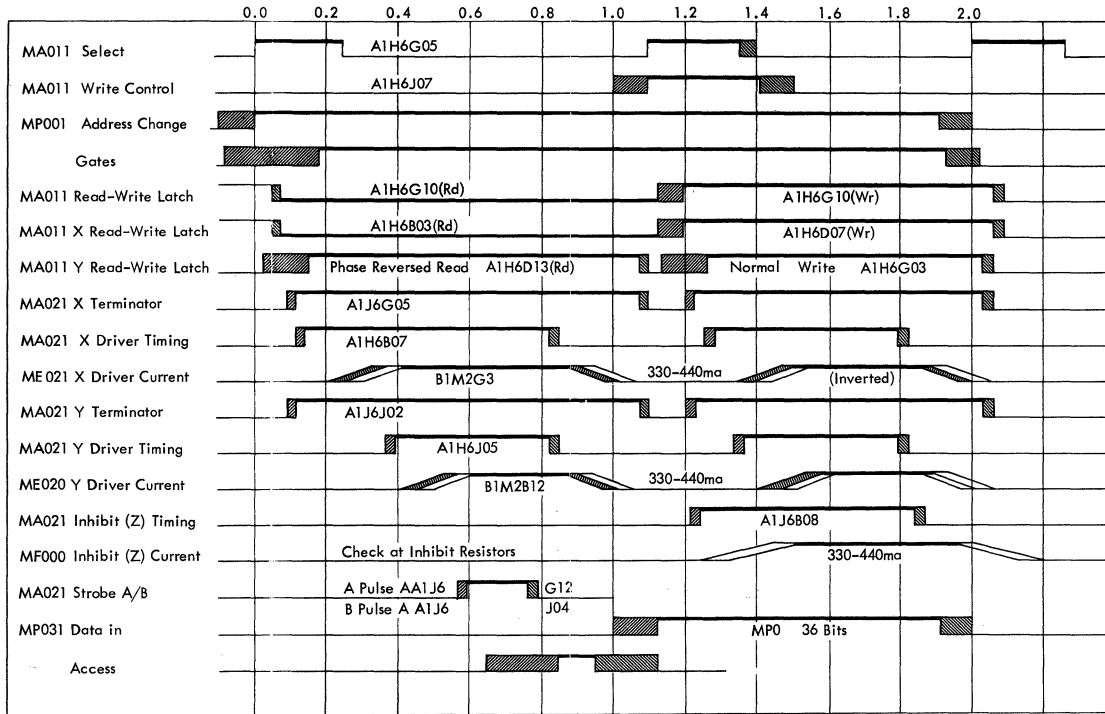 0.0 0.2 0.4 0.6 0.8 1.0 1.2 1.4 1.6 1.8 2.0
MA011 Select A1H6G05
MA011 Write Control A1H6J07
MP001 Address Change
Gates
MA011 Read-Write Latch A1H6G10(Rd) A1H6G10(Wr)
MA011 X Read-Write Latch A1H6B03(Rd) A1H6D07(Wr)
MA011 Y Read-Write Latch Phase Reversed Read A1H6D13(Rd) Normal Write A1H6G03
MA021 X Terminator A1J6G05
MA021 X Driver Timing A1H6B07
ME021 X Driver Current B1M2G3 330-440ma (Inverted)
MA021 Y Terminator A1J6J02
MA021 Y Driver Timing A1H6J05
ME020 Y Driver Current B1M2B12 330-440ma
MA021 Inhibit (Z) Timing A1J6B08
MF000 Inhibit (Z) Current Check at Inhibit Resistors 330-440ma
MA021 Strobe A/B A Pulse AA1J6 G12
B Pulse A A1J6 J04
MP031 Data in MP0 36 Bits
Access